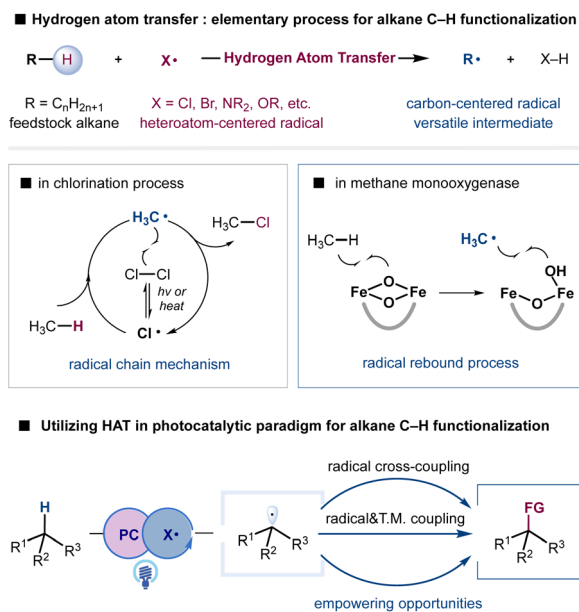 ■ Hydrogen atom transfer : elementary process for alkane C–H functionalization
R–H + X• —Hydrogen Atom Transfer→ R• + X–H
R = CₙH₂ₙ₊₁ X = Cl, Br, NR₂, OR, etc. carbon-centered radical
feedstock alkane heteroatom-centered radical versatile intermediate
■ in chlorination process
H₃C•
H₃C–Cl
Cl–Cl
hv or
heat
H₃C–H
Cl•
radical chain mechanism
■ in methane monooxygenase
H₃C–H H₃C•
OH
O
Fe Fe Fe Fe
O O
radical rebound process
■ Utilizing HAT in photocatalytic paradigm for alkane C–H functionalization
radical cross-coupling
H FG
PC X• • radical&T.M. coupling
R¹ R² R³ R¹ R² R³ R¹ R² R³
empowering opportunities